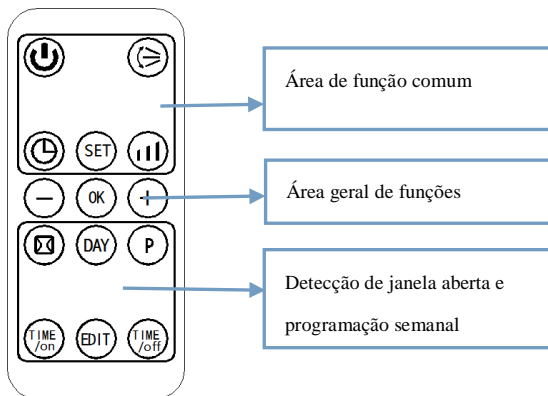 Área de função comum
SET
Área geral de funções
OK
DAY
P
Detecção de janela aberta e
programação semanal
TIME
/on
EDIT
TIME
/off